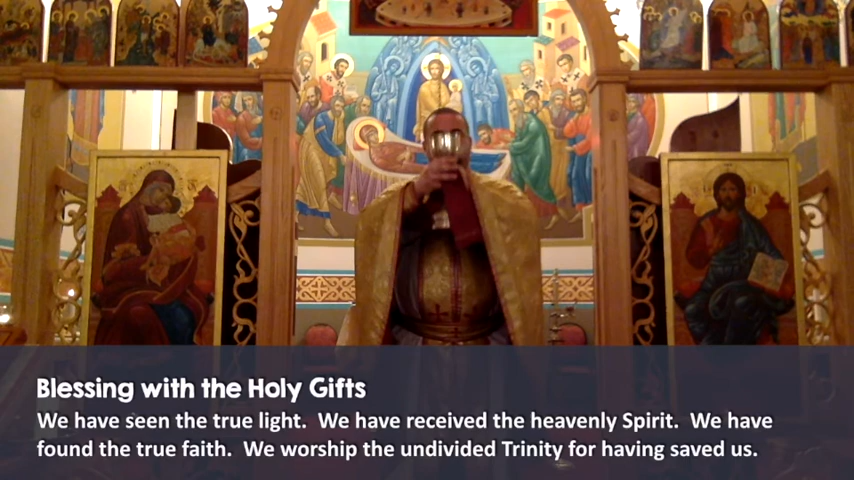 Blessing with the Holy Gifts
We have seen the true light.  We have received the heavenly Spirit.  We have
found the true faith.  We worship the undivided Trinity for having saved us.